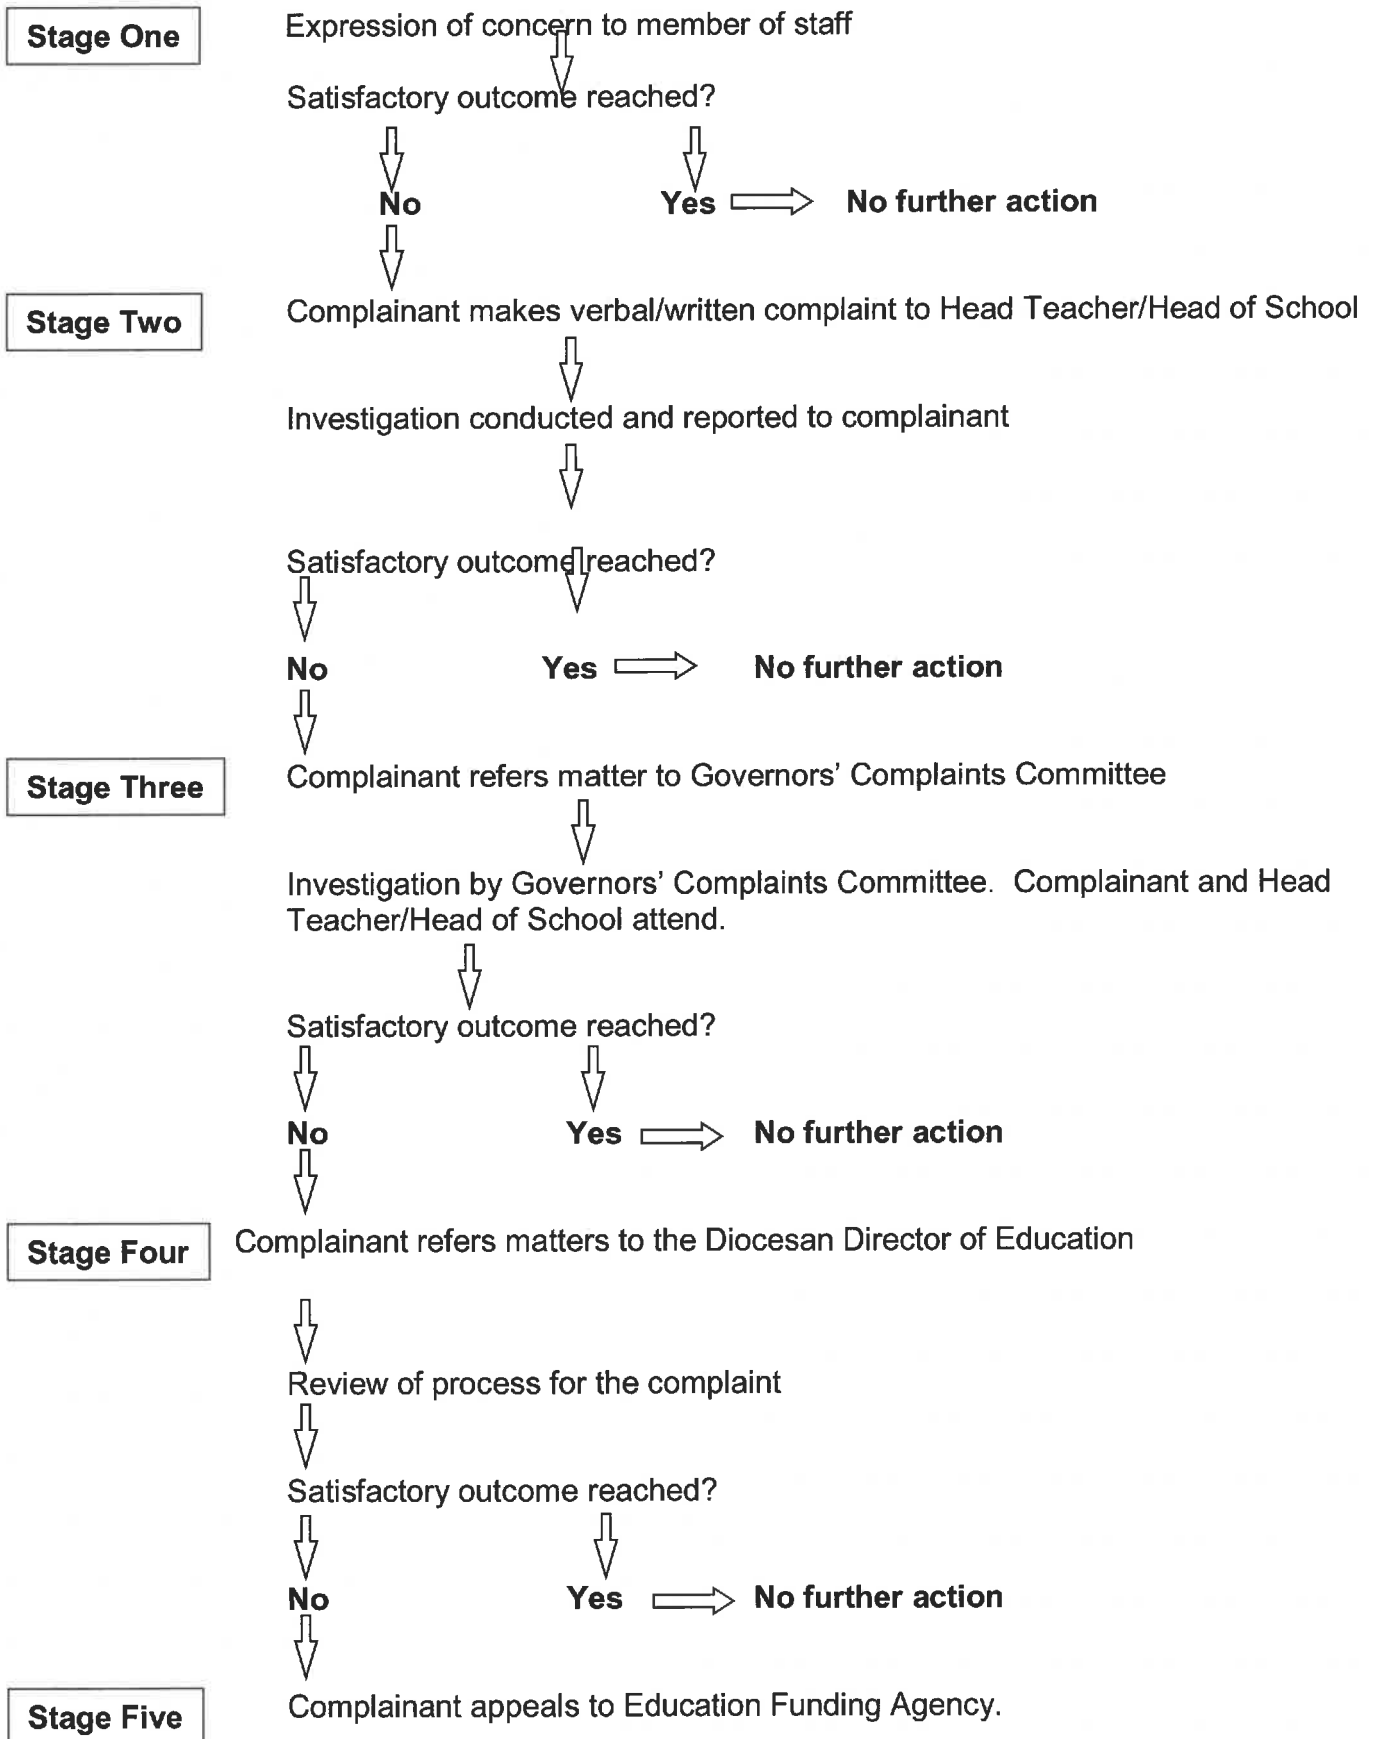 Stage One
Expression of concern to member of staff
Satisfactory outcome reached?
No
Yes
No further action
Stage Two
Complainant makes verbal/written complaint to Head Teacher/Head of School
Investigation conducted and reported to complainant
Satisfactory outcome reached?
No
Yes
No further action
Stage Three
Complainant refers matter to Governors’ Complaints Committee
Investigation by Governors’ Complaints Committee.  Complainant and Head
Teacher/Head of School attend.
Satisfactory outcome reached?
No
Yes
No further action
Stage Four
Complainant refers matters to the Diocesan Director of Education
Review of process for the complaint
Satisfactory outcome reached?
No
Yes
No further action
Stage Five
Complainant appeals to Education Funding Agency.